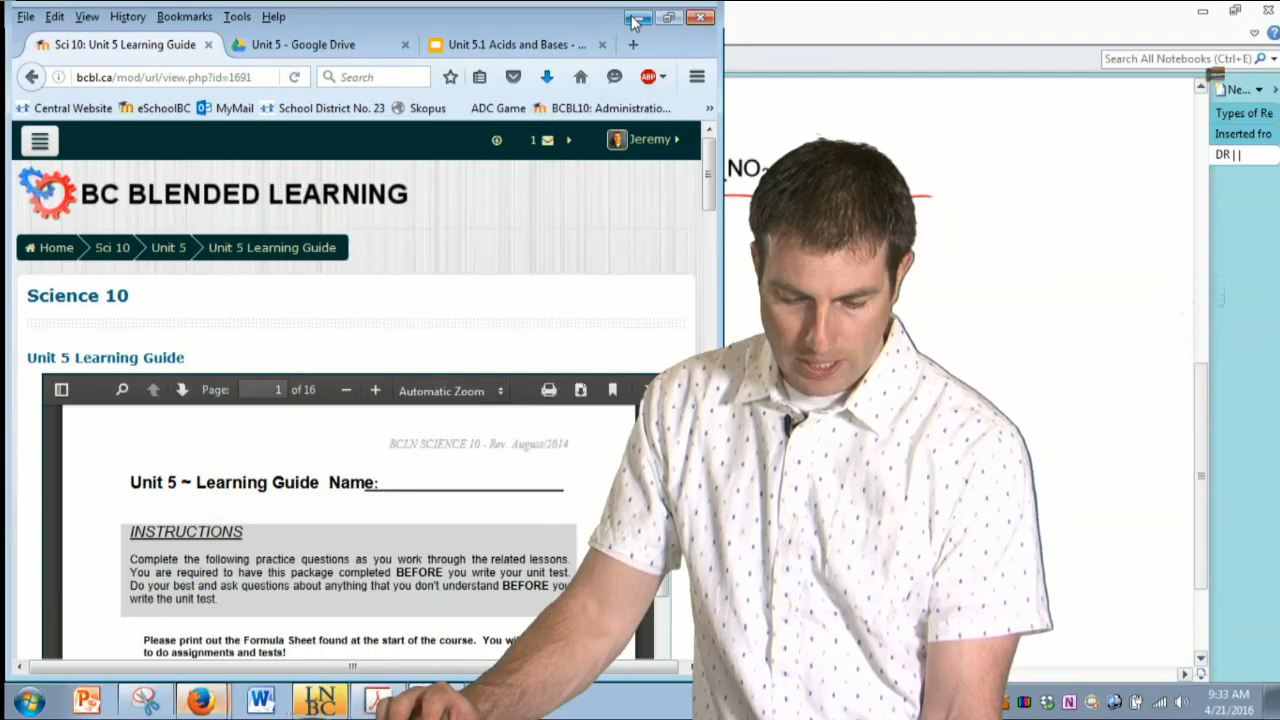 File Edit View History Bookmarks Tools Help
Sci 10: Unit 5 Learning Guide × Unit 5 - Google Drive × Unit 5.1 Acids and Bases - ... × +
bcbl.ca/mod/url/view.php?id=1691 Search ABP
Central Website eSchoolBC MyMail School District No. 23 Skopus ADC Game BCBL10: Administratio... »
1 Jeremy
BC BLENDED LEARNING
Home Sci 10 Unit 5 Unit 5 Learning Guide
Science 10
Unit 5 Learning Guide
Page: 1 of 16 − + Automatic Zoom
BCLN SCIENCE 10 - Rev. August/2014
Unit 5 ~ Learning Guide Name:
INSTRUCTIONS
Complete the following practice questions as you work through the related lessons.
You are required to have this package completed BEFORE you write your unit test.
Do your best and ask questions about anything that you don't understand BEFORE you
write the unit test.
Please print out the Formula Sheet found at the start of the course. You
to do assignments and tests!
Search All Notebooks (Ctrl+E)
Ne...
Types of Re
Inserted fro
DR ||
NO
LN
BC
9:33 AM
4/21/2016